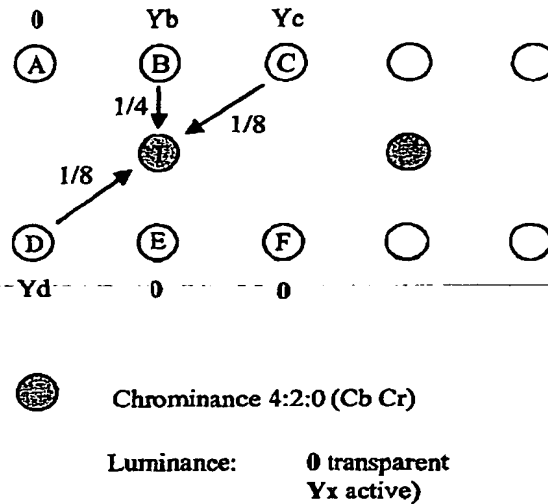 0 Yb Yc
A B C
1/4
1/8
I
1/8
D E F
Yd 0 0
Chrominance 4:2:0 (Cb Cr)
Luminance: 0 transparent
Yx active)